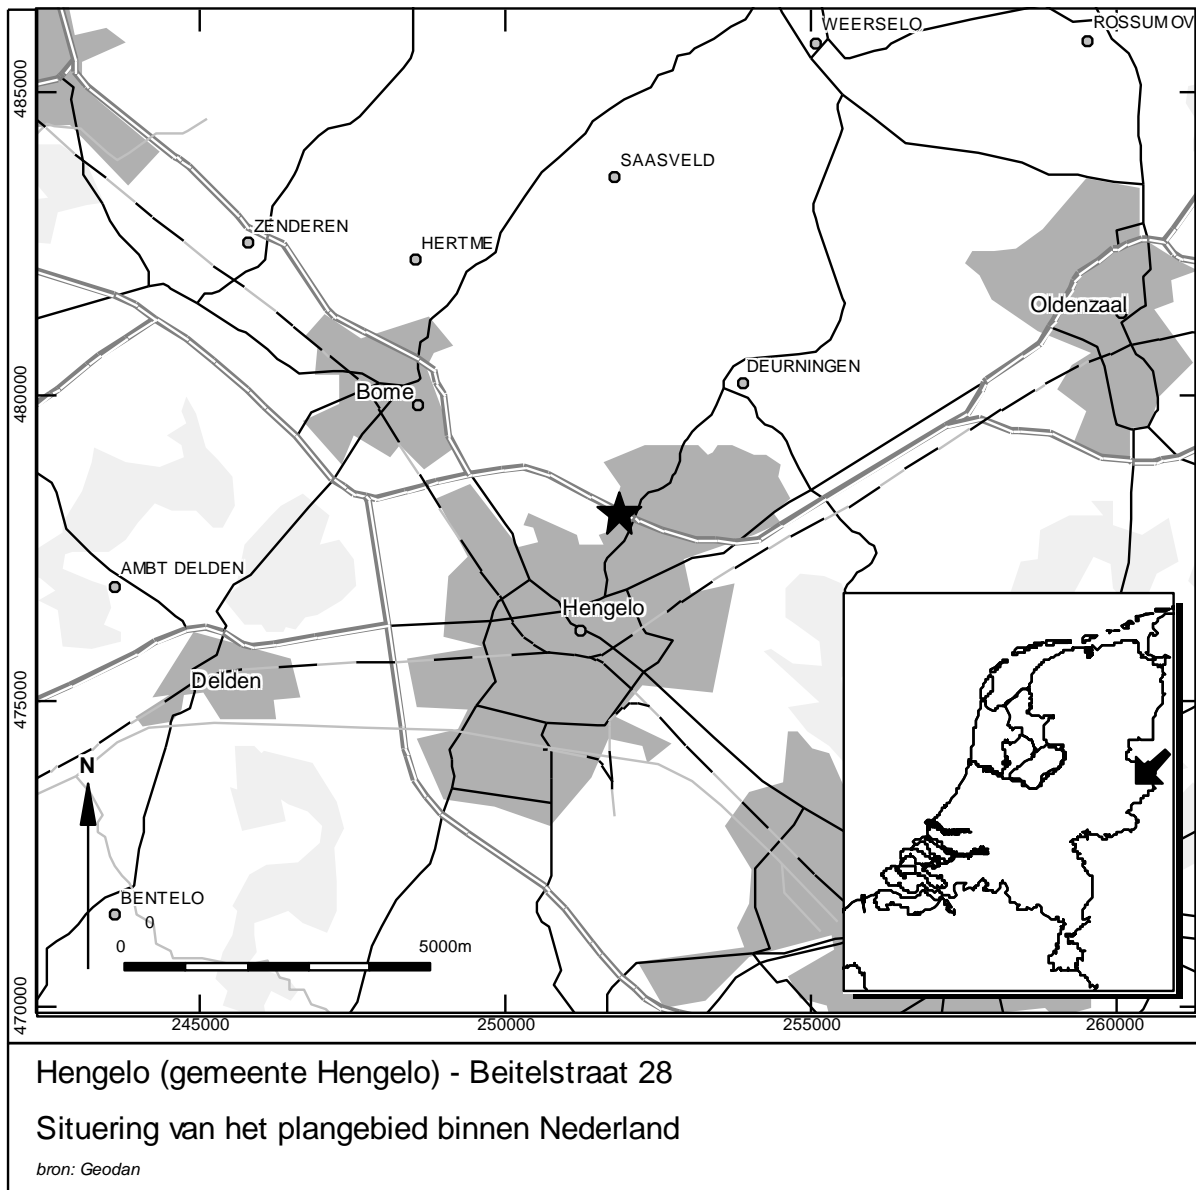 WEERSELO
ROSSUM OV
485000
SAASVELD
ZENDEREN
HERTME
Oldenzaal
DEURNINGEN
480000
Borne
AMBT DELDEN
Hengelo
Delden
475000
N
BENTELO
0
0
5000m
470000
245000
250000
255000
260000
Hengelo (gemeente Hengelo) - Beitelstraat 28
Situering van het plangebied binnen Nederland
bron: Geodan